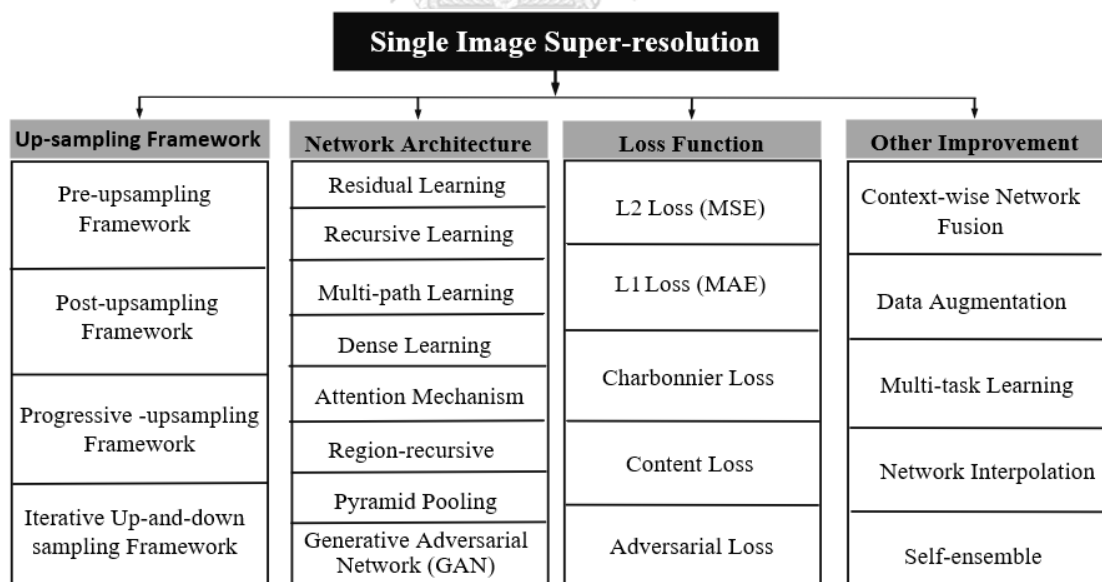 Single Image Super-resolution
Up-sampling Framework
Pre-upsampling
Framework
Post-upsampling
Framework
Progressive -upsampling
Framework
Iterative Up-and-down
sampling Framework
Network Architecture
Residual Learning
Recursive Learning
Multi-path Learning
Dense Learning
Attention Mechanism
Region-recursive
Pyramid Pooling
Generative Adversarial
Network (GAN)
Loss Function
L2 Loss (MSE)
L1 Loss (MAE)
Charbonnier Loss
Content Loss
Adversarial Loss
Other Improvement
Context-wise Network
Fusion
Data Augmentation
Multi-task Learning
Network Interpolation
Self-ensemble